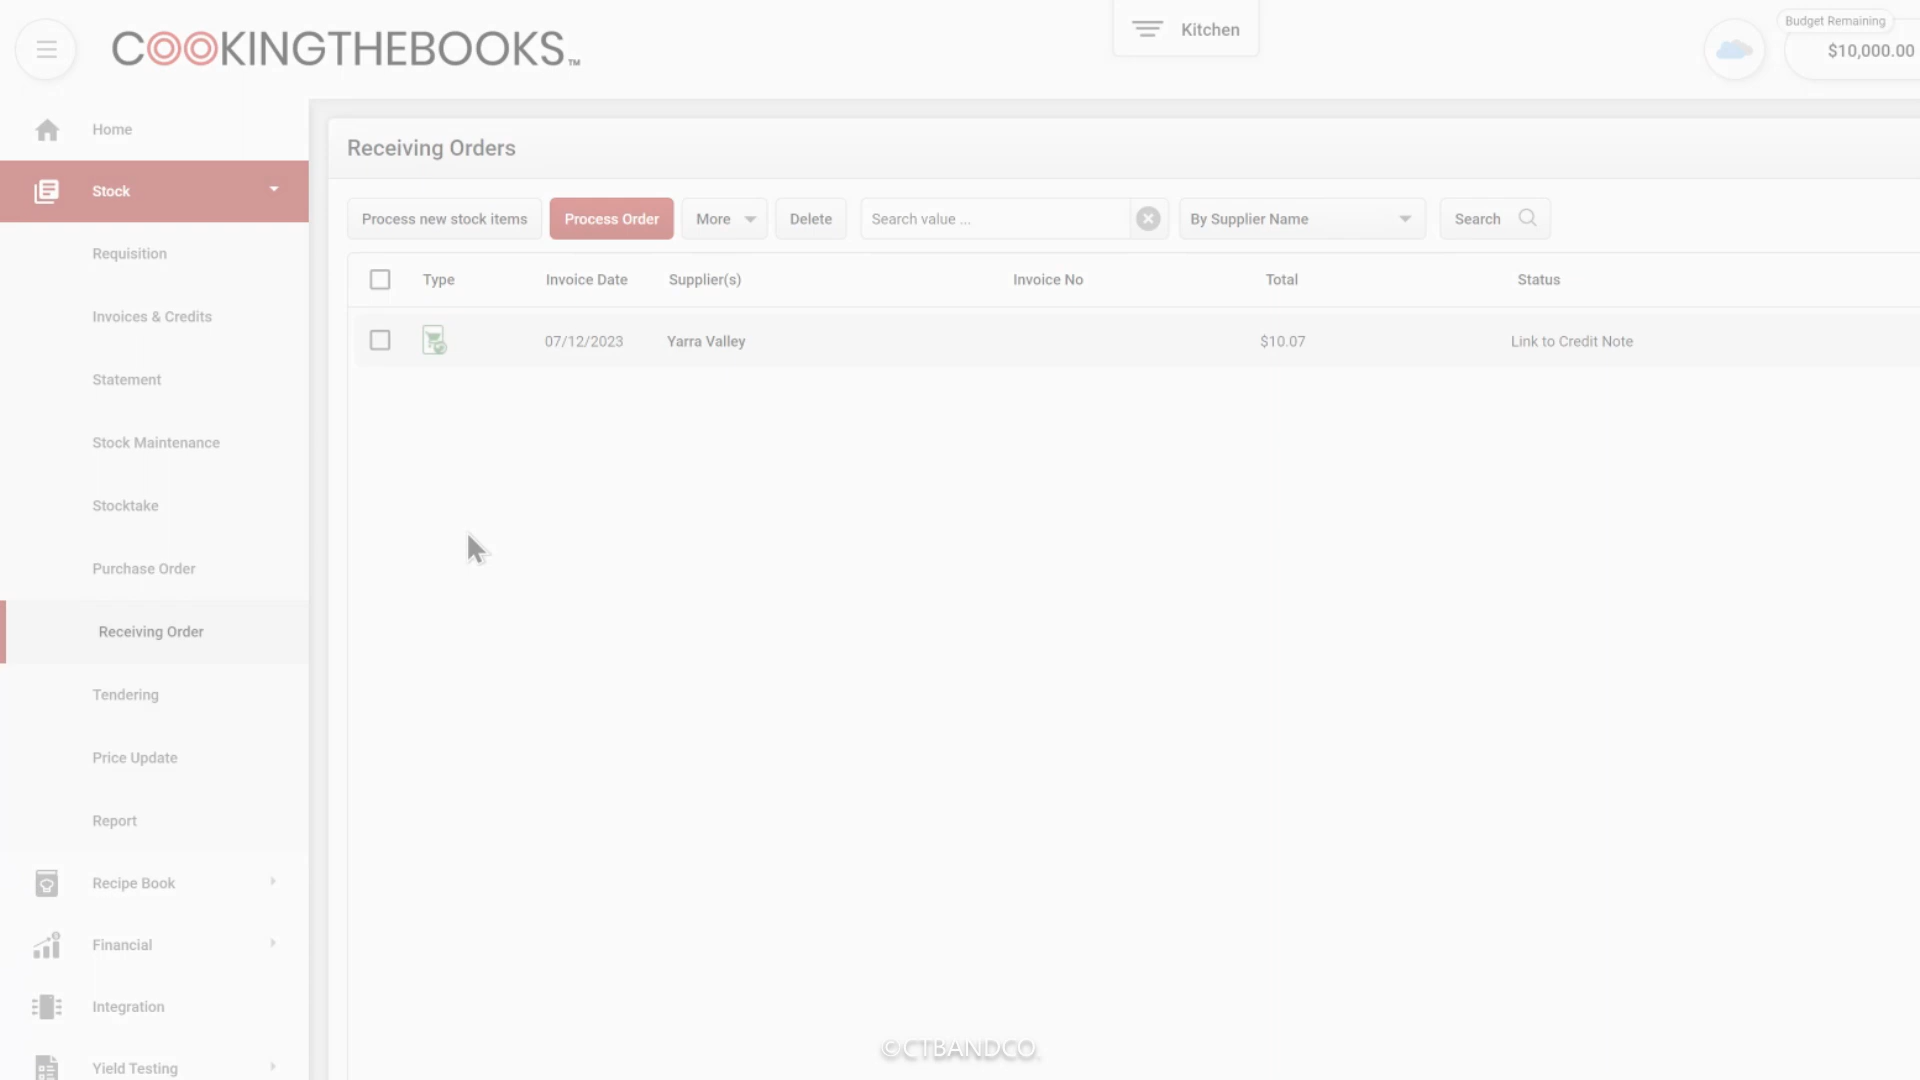 COOKINGTHEBOOKS™
Kitchen
Budget Remaining
$10,000.00
Home
Stock
Requisition
Invoices & Credits
Statement
Stock Maintenance
Stocktake
Purchase Order
Receiving Order
Tendering
Price Update
Report
Recipe Book
Financial
Integration
Yield Testing
Receiving Orders
Process new stock items Process Order More Delete Search value ... By Supplier Name Search
Type Invoice Date Supplier(s) Invoice No Total Status
07/12/2023 Yarra Valley $10.07 Link to Credit Note
©CTBANDCO.